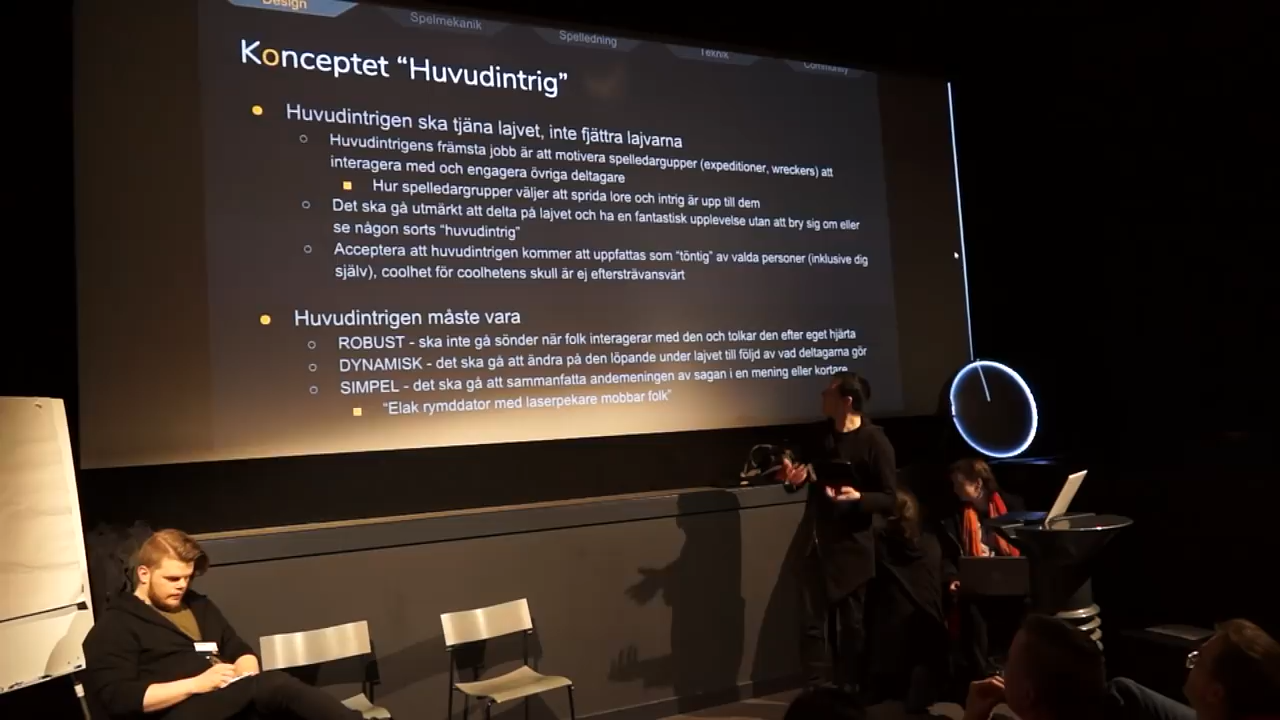 Design
Spelmekanik
Spelledning
Teknik
Community
Konceptet “Huvudintrig”
Huvudintrigen ska tjäna lajvet, inte fjättra lajvarna
Huvudintrigens främsta jobb är att motivera spelledargupper (expeditioner, wreckers) att
interagera med och engagera övriga deltagare
Hur spelledargrupper väljer att sprida lore och intrig är upp till dem
Det ska gå utmärkt att delta på lajvet och ha en fantastisk upplevelse utan att bry sig om eller
se någon sorts “huvudintrig”
Acceptera att huvudintrigen kommer att uppfattas som “töntig” av valda personer (inklusive dig
själv), coolhet för coolhetens skull är ej eftersträvansvärt
Huvudintrigen måste vara
ROBUST - ska inte gå sönder när folk interagerar med den och tolkar den efter eget hjärta
DYNAMISK - det ska gå att ändra på den löpande under lajvet till följd av vad deltagarna gör
SIMPEL - det ska gå att sammanfatta andemeningen av sagan i en mening eller kortare
“Elak rymddator med laserpekare mobbar folk”